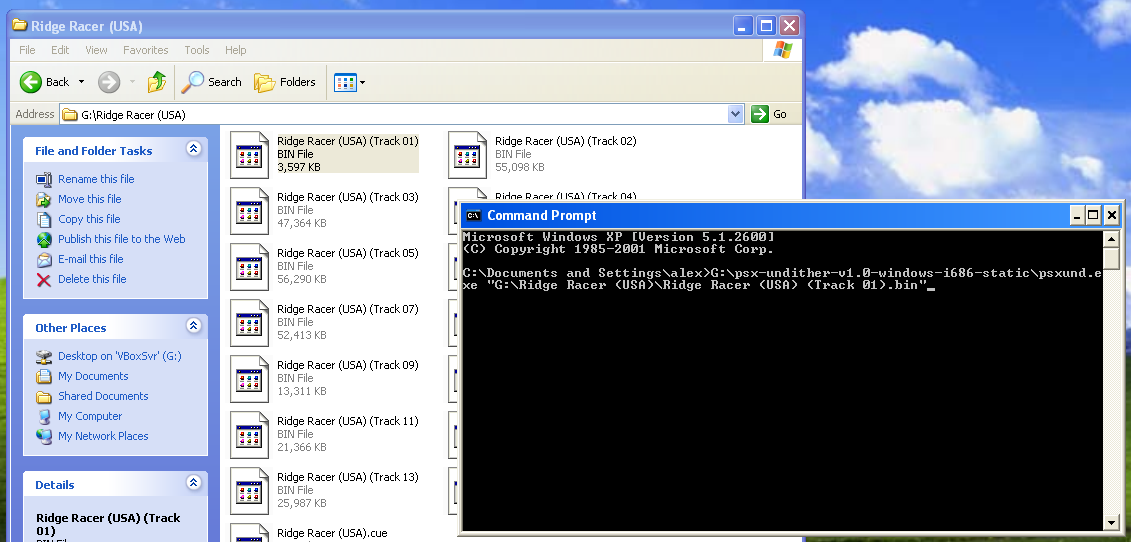 Ridge Racer (USA)
File Edit View Favorites Tools Help
Back Search Folders
Address G:\Ridge Racer (USA) Go
File and Folder Tasks
Rename this file
Move this file
Copy this file
Publish this file to the Web
E-mail this file
Delete this file
Other Places
Desktop on 'VBoxSvr' (G:)
My Documents
Shared Documents
My Computer
My Network Places
Details
Ridge Racer (USA) (Track
01)
BIN File
Ridge Racer (USA) (Track 01)
BIN File
3,597 KB
Ridge Racer (USA) (Track 02)
BIN File
55,098 KB
Ridge Racer (USA) (Track 03)
BIN File
47,364 KB
Ridge Racer (USA) (Track 04)
Ridge Racer (USA) (Track 05)
BIN File
56,290 KB
Ridge Racer (USA) (Track 07)
BIN File
52,413 KB
Ridge Racer (USA) (Track 09)
BIN File
13,311 KB
Ridge Racer (USA) (Track 11)
BIN File
21,366 KB
Ridge Racer (USA) (Track 13)
BIN File
25,987 KB
Ridge Racer (USA).cue
C:\ Command Prompt
Microsoft Windows XP [Version 5.1.2600]
(C) Copyright 1985-2001 Microsoft Corp.
C:\Documents and Settings\alex>G:\psx-undither-v1.0-windows-i686-static\psxund.e
xe "G:\Ridge Racer (USA)\Ridge Racer (USA) (Track 01).bin"_